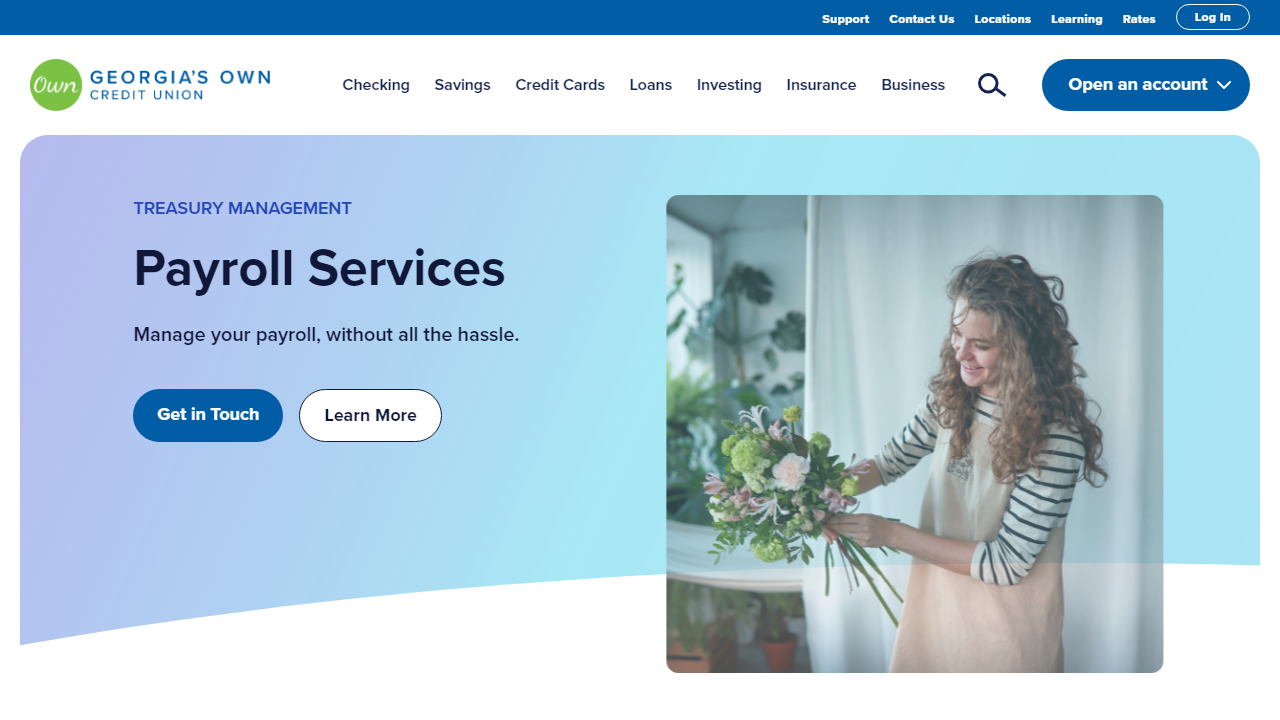 Support Contact Us Locations Learning Rates Log In
Own GEORGIA'S OWN
CREDIT UNION
Checking Savings Credit Cards Loans Investing Insurance Business Open an account
TREASURY MANAGEMENT
Payroll Services
Manage your payroll, without all the hassle.
Get in Touch Learn More